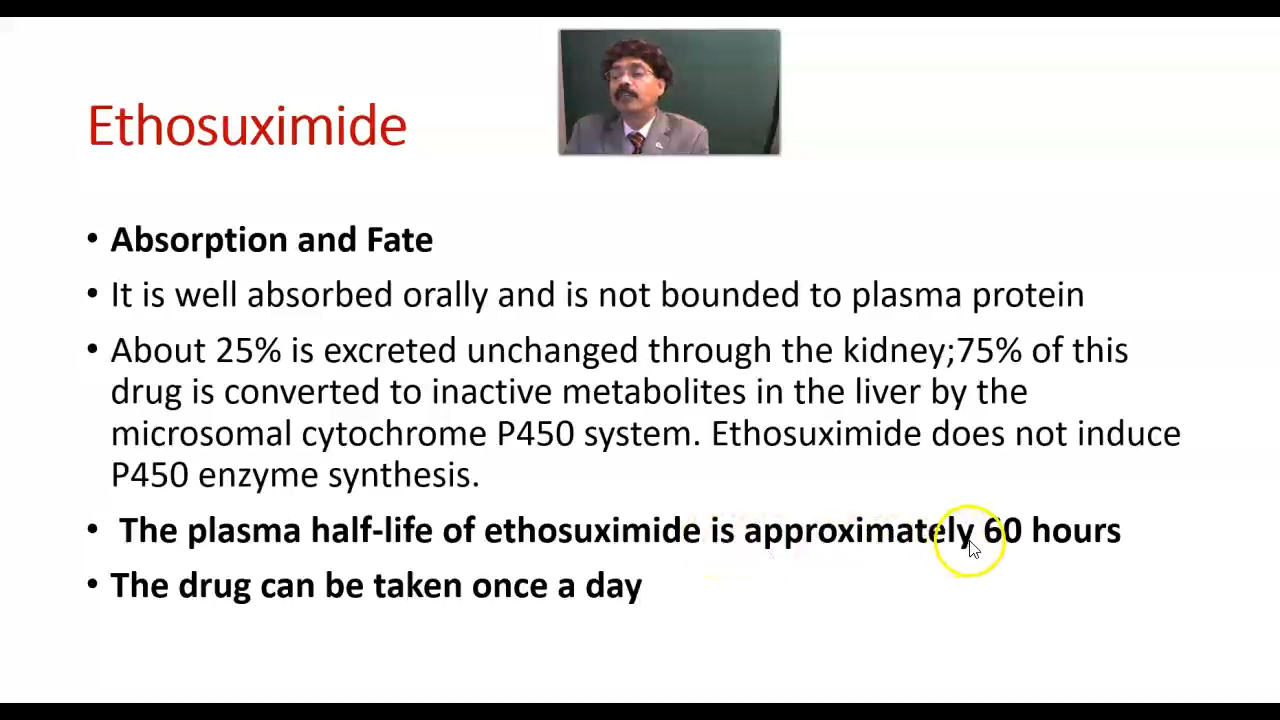 Ethosuximide
• Absorption and Fate
• It is well absorbed orally and is not bounded to plasma protein
• About 25% is excreted unchanged through the kidney;75% of this
drug is converted to inactive metabolites in the liver by the
microsomal cytochrome P450 system. Ethosuximide does not induce
P450 enzyme synthesis.
• The plasma half-life of ethosuximide is approximately 60 hours
• The drug can be taken once a day